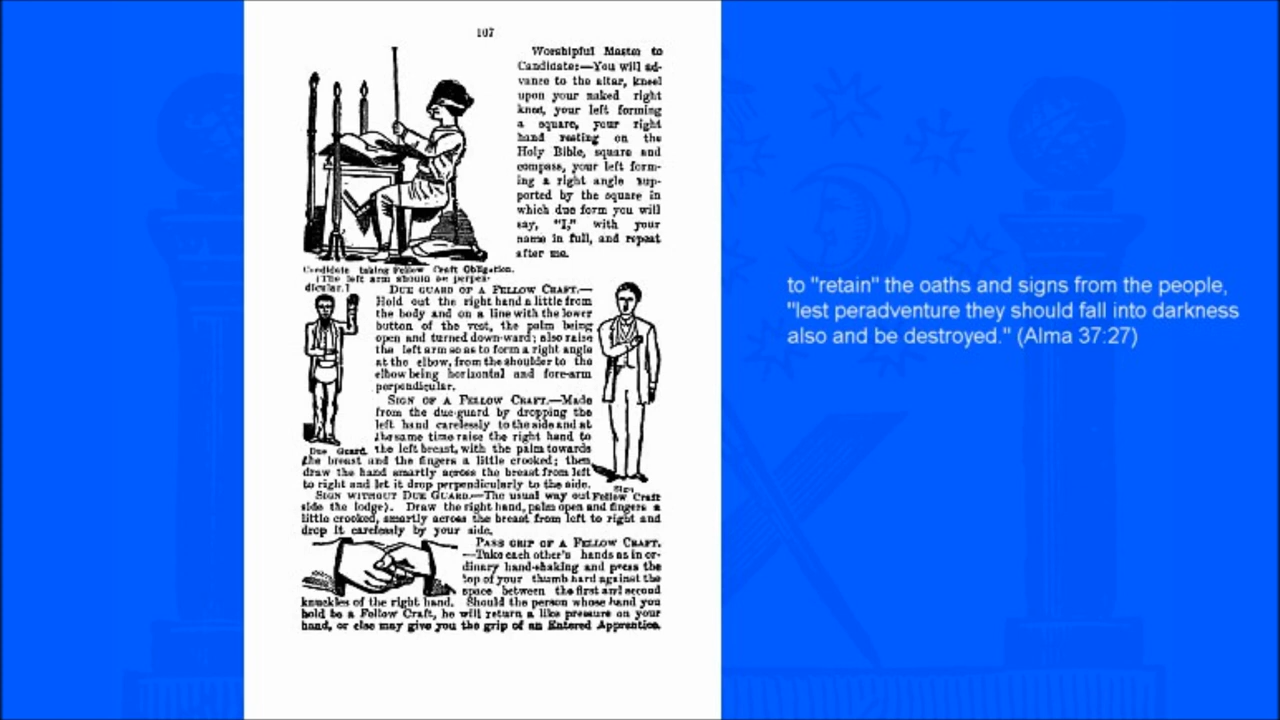 107
Worshipful Master to
Candidate:—You will ad-
vance to the altar, kneel
upon your naked right
knee, your left forming
a square, your right
hand resting on the
Holy Bible, square and
compass, your left form-
ing a right angle sup-
ported by the square in
which due form you will
say, "I," with your
name in full, and repeat
after me.
Candidate taking Fellow Craft Obligation.
[The left arm should be perpen-
dicular.]
DUE GUARD OF A FELLOW CRAFT.—
Hold out the right hand a little from
the body and on a line with the lower
button of the vest, the palm being
open and turned down-ward; also raise
the left arm so as to form a right angle
at the elbow, from the shoulder to the
elbow being horizontal and fore-arm
perpendicular.
SIGN OF A FELLOW CRAFT.—Made
from the due-guard by dropping the
left hand carelessly to the side and at
the same time raise the right hand to
Due Guard.
the left breast, with the palm towards
the breast and the fingers a little crooked; then
draw the hand smartly across the breast from left
to right and let it drop perpendicularly to the side.
Sign
Fellow Craft
SIGN WITHOUT DUE GUARD.—The usual way out
side the lodge). Draw the right hand, palm open and fingers a
little crooked, smartly across the breast from left to right and
drop it carelessly by your side.
PASS GRIP OF A FELLOW CRAFT.
—Take each other's hands as in or-
dinary hand-shaking and press the
top of your thumb hard against the
space between the first and second
knuckles of the right hand. Should the person whose hand you
hold be a Fellow Craft, he will return a like pressure on your
hand, or else may give you the grip of an Entered Apprentice.
to "retain" the oaths and signs from the people,
"lest peradventure they should fall into darkness
also and be destroyed." (Alma 37:27)